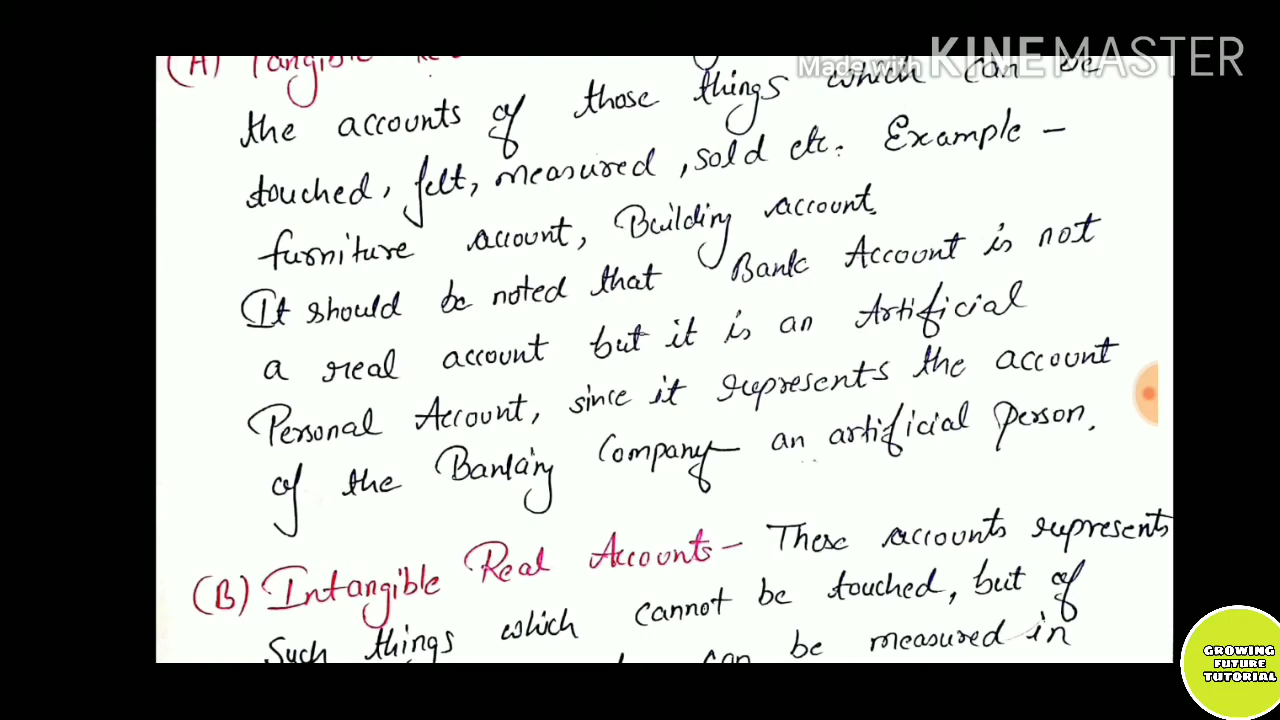 Made with KINEMASTER
(A) Tangible
the accounts of those things which can be
touched, felt, measured, sold etc. Example -
furniture account, Building account.
It should be noted that Bank Account is not
a real account but it is an Artificial
Personal Account, since it represents the account
of the Banking Company - an artificial person.
(B) Intangible Real Accounts - These accounts represents
Such things which cannot be touched, but of
can be measured in
GROWING
FUTURE
TUTORIAL